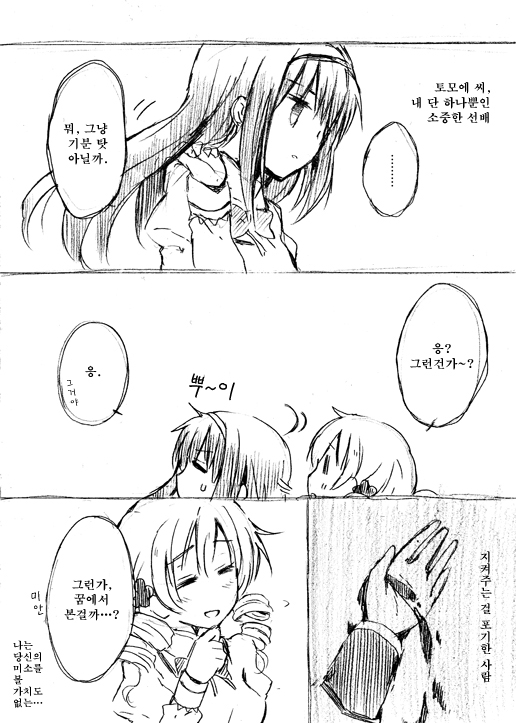 토모에 씨,
내 단 하나뿐인
소중한 선배
……
뭐, 그냥
기분 탓
아닐까.
응?
그런건가~?
뿌~이
응.
그거야
지켜주는 걸 포기한 사람
그런가,
꿈에서
본걸까…?
미안
나는
당신의
미소를
볼
가치도
없는…